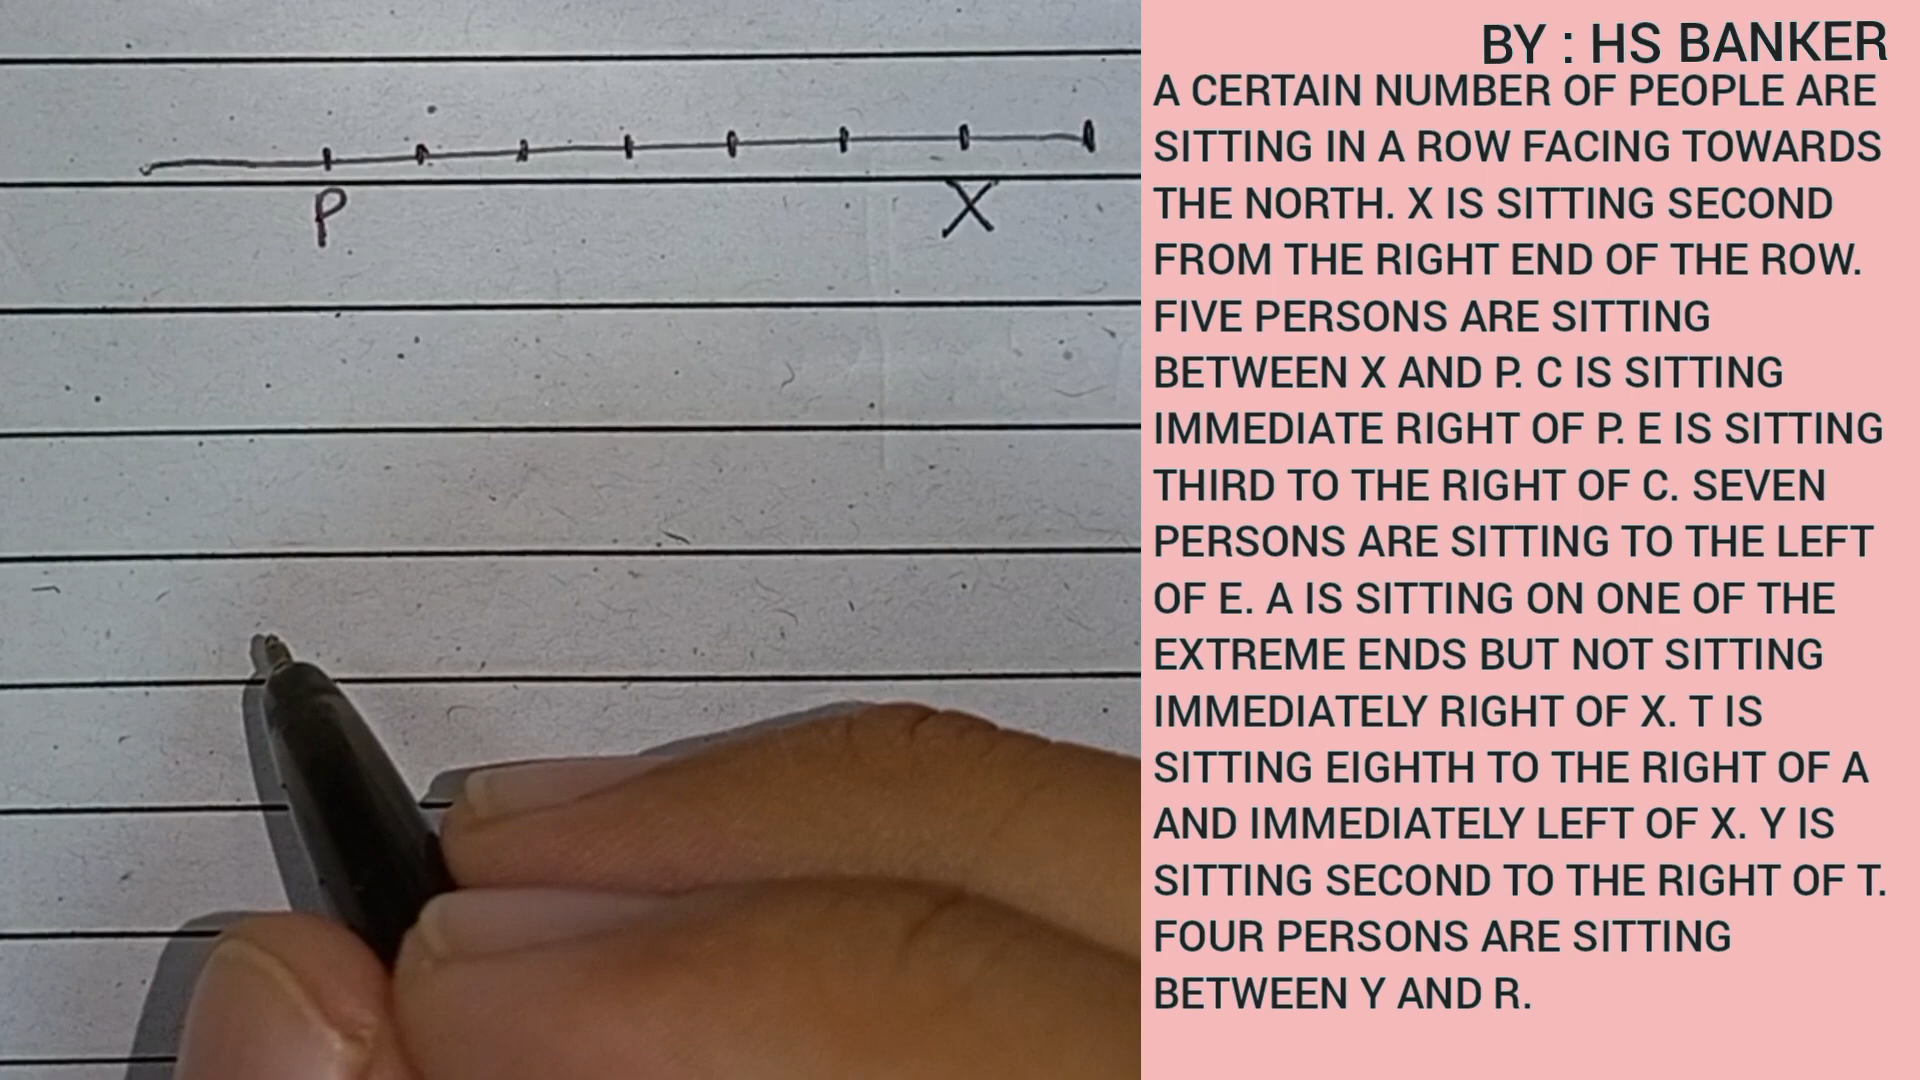 BY : HS BANKER
A CERTAIN NUMBER OF PEOPLE ARE
SITTING IN A ROW FACING TOWARDS
THE NORTH. X IS SITTING SECOND
FROM THE RIGHT END OF THE ROW.
FIVE PERSONS ARE SITTING
BETWEEN X AND P. C IS SITTING
IMMEDIATE RIGHT OF P. E IS SITTING
THIRD TO THE RIGHT OF C. SEVEN
PERSONS ARE SITTING TO THE LEFT
OF E. A IS SITTING ON ONE OF THE
EXTREME ENDS BUT NOT SITTING
IMMEDIATELY RIGHT OF X. T IS
SITTING EIGHTH TO THE RIGHT OF A
AND IMMEDIATELY LEFT OF X. Y IS
SITTING SECOND TO THE RIGHT OF T.
FOUR PERSONS ARE SITTING
BETWEEN Y AND R.
P X